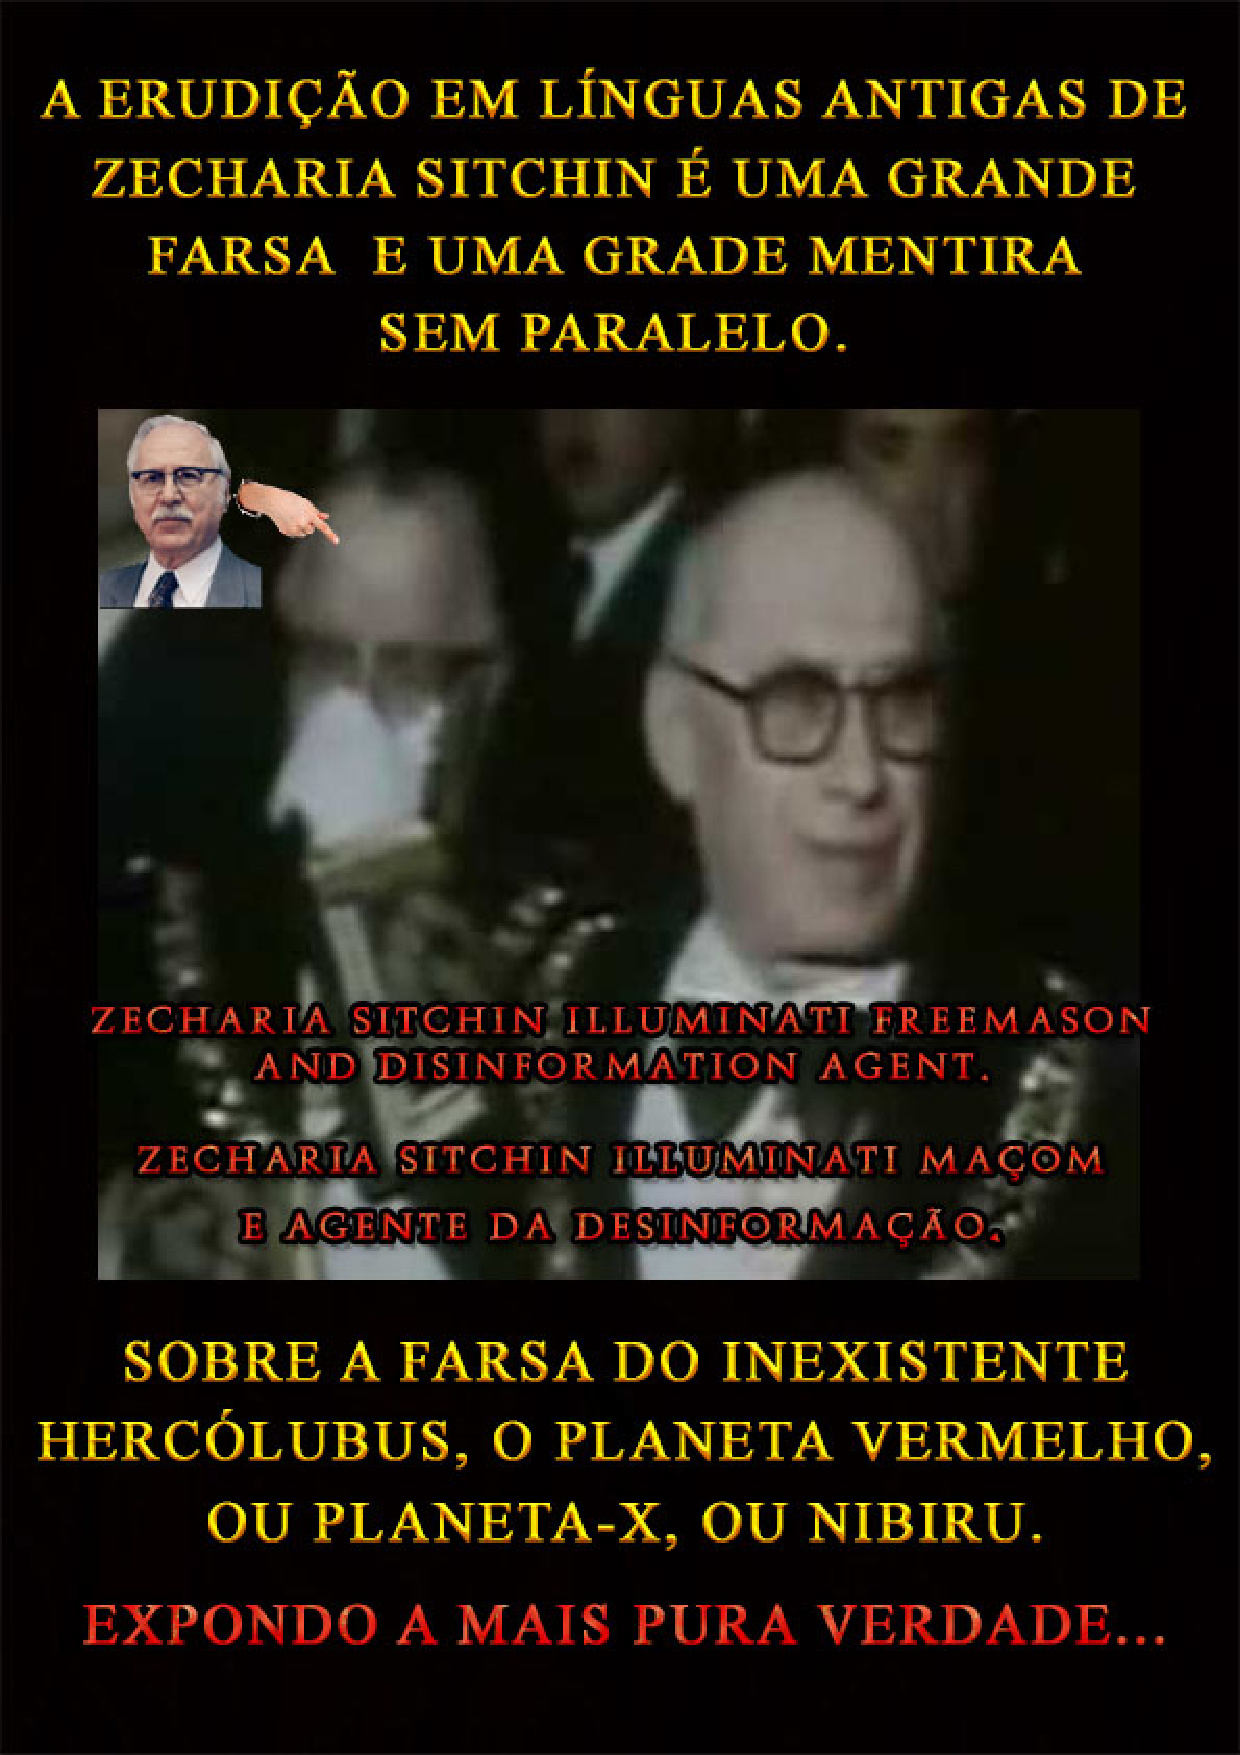 A ERUDIÇÃO EM LÍNGUAS ANTIGAS DE
ZECHARIA SITCHIN É UMA GRANDE
FARSA E UMA GRADE MENTIRA
SEM PARALELO.
ZECHARIA SITCHIN ILLUMINATI FREEMASON
AND DISINFORMATION AGENT.
ZECHARIA SITCHIN ILLUMINATI MAÇOM
E AGENTE DA DESINFORMAÇÃO.
SOBRE A FARSA DO INEXISTENTE
HERCÓLUBUS, O PLANETA VERMELHO,
OU PLANETA-X, OU NIBIRU.
EXPONDO A MAIS PURA VERDADE...